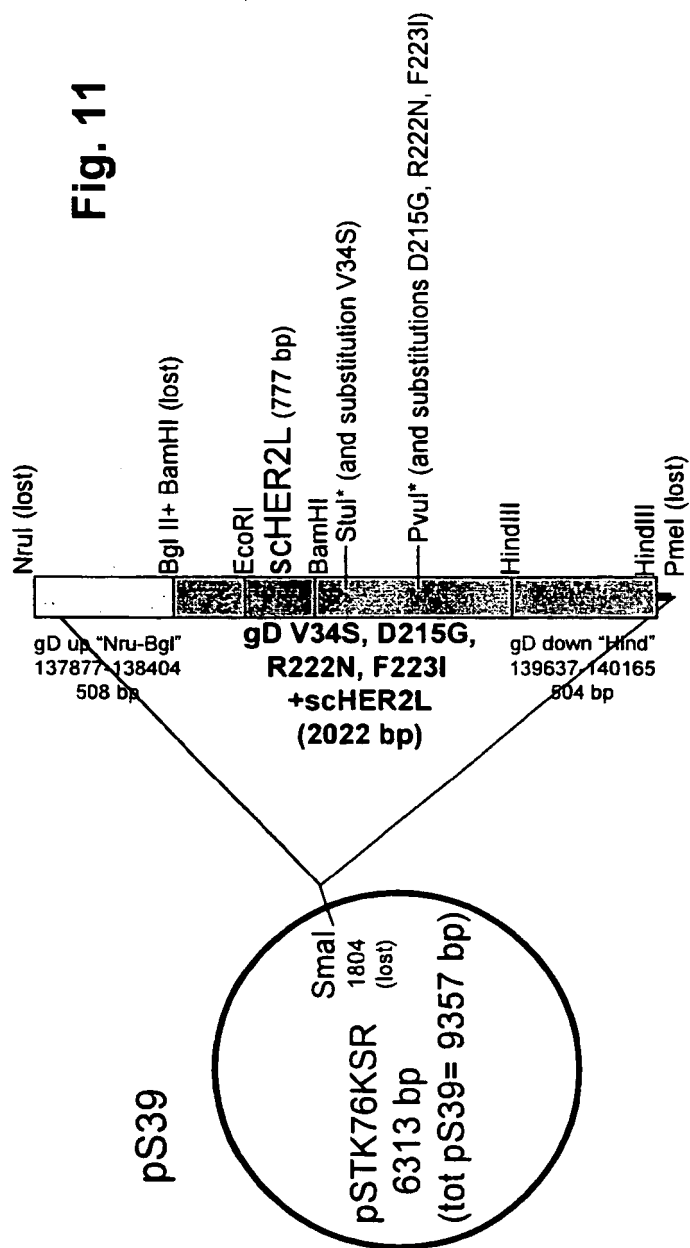 Fig. 11
pS39
NruI (lost)
Bgl II+ BamHI (lost)
EcoRI
scHER2L (777 bp)
BamHI
StuI* (and substitution V34S)
PvuI* (and substitutions D215G, R222N, F223I)
HindIII
HindIII
PmeI (lost)
gD up "Nru-Bgl"
137877-138404
508 bp
gD V34S, D215G,
R222N, F223I
+scHER2L
(2022 bp)
gD down "Hind"
139637-140165
504 bp
SmaI
1804
(lost)
pSTK76KSR
6313 bp
(tot pS39= 9357 bp)